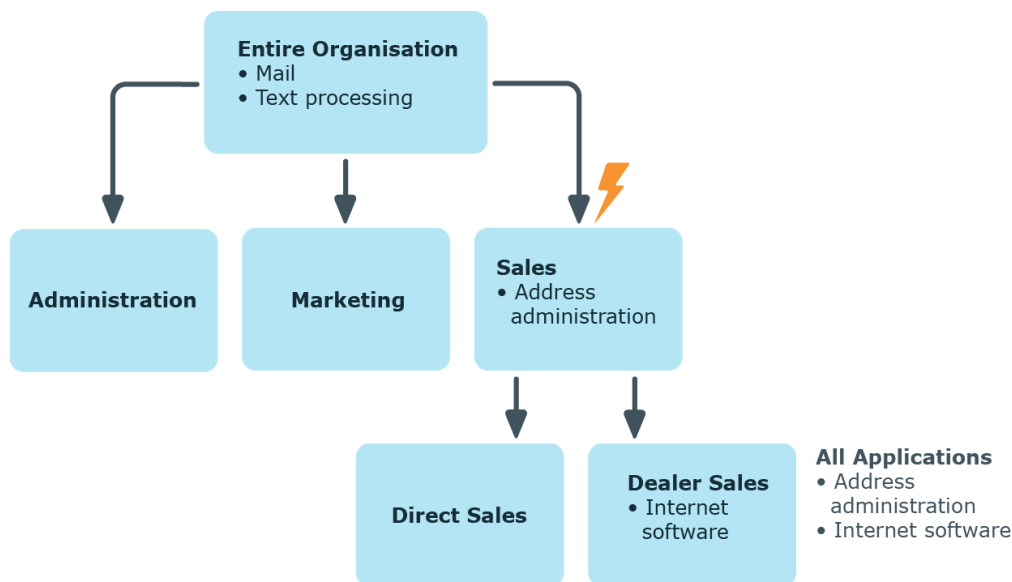 Entire Organisation
• Mail
• Text processing
Administration
Marketing
Sales
• Address
administration
Direct Sales
Dealer Sales
• Internet
software
All Applications
• Address
administration
• Internet software